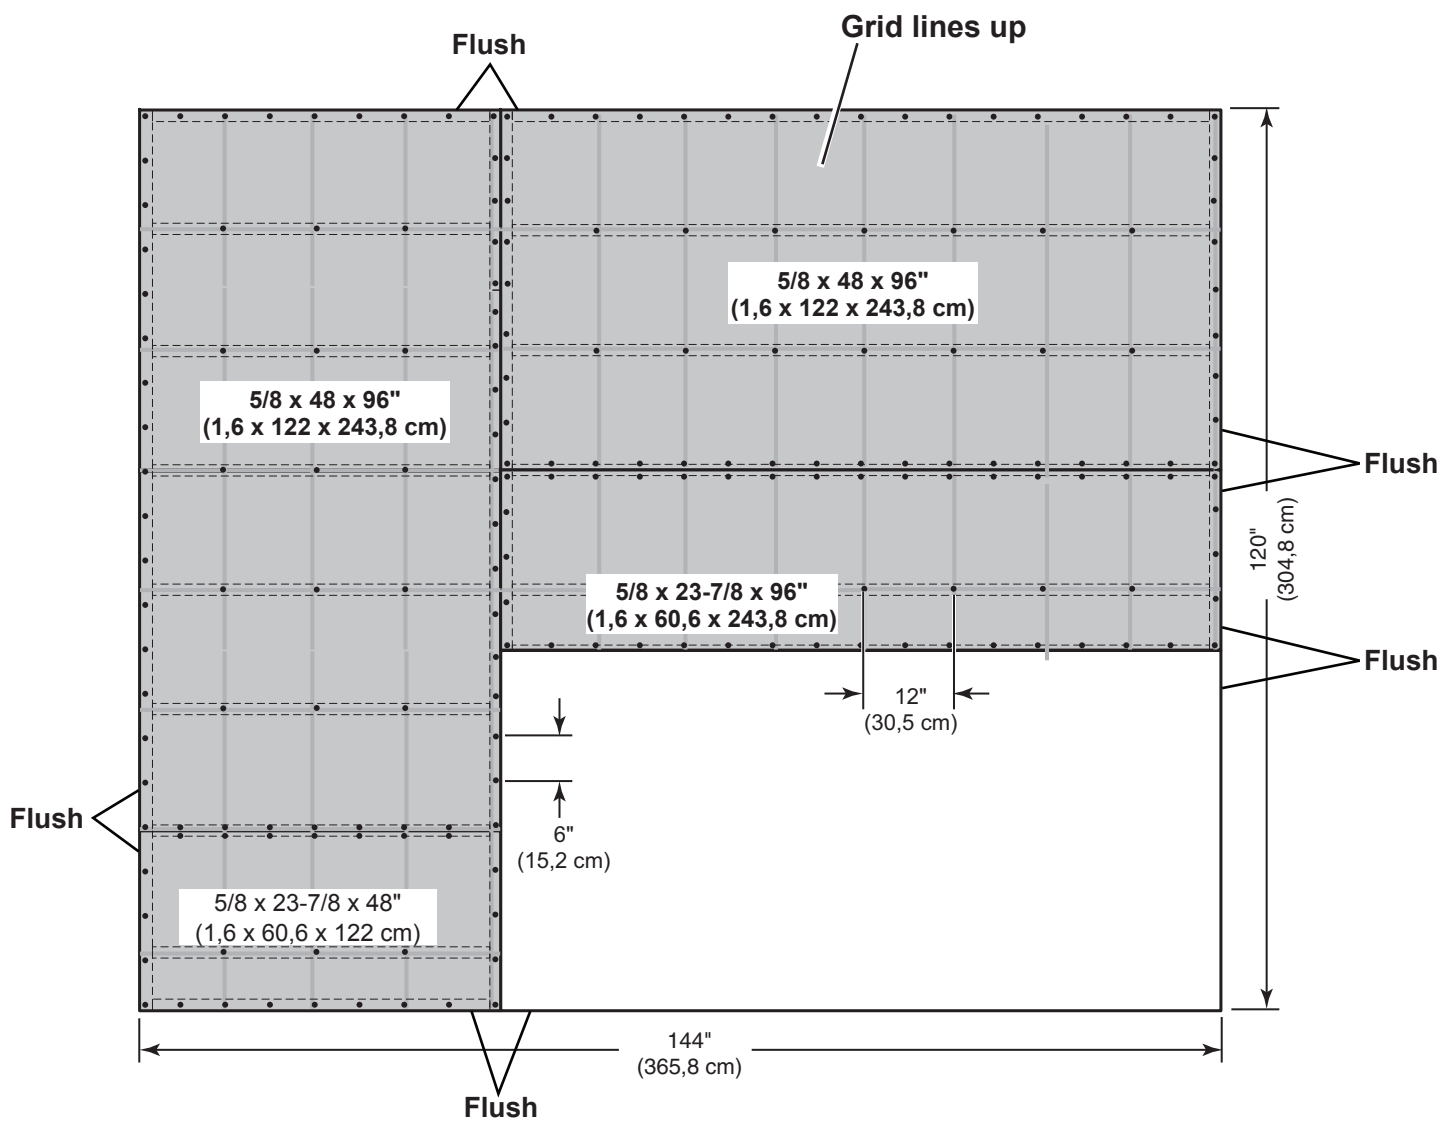 Grid lines up
Flush
5/8 x 48 x 96"
(1,6 x 122 x 243,8 cm)
5/8 x 48 x 96"
(1,6 x 122 x 243,8 cm)
Flush
120"
(304,8 cm)
5/8 x 23-7/8 x 96"
(1,6 x 60,6 x 243,8 cm)
Flush
12"
(30,5 cm)
Flush
6"
(15,2 cm)
5/8 x 23-7/8 x 48"
(1,6 x 60,6 x 122 cm)
144"
(365,8 cm)
Flush